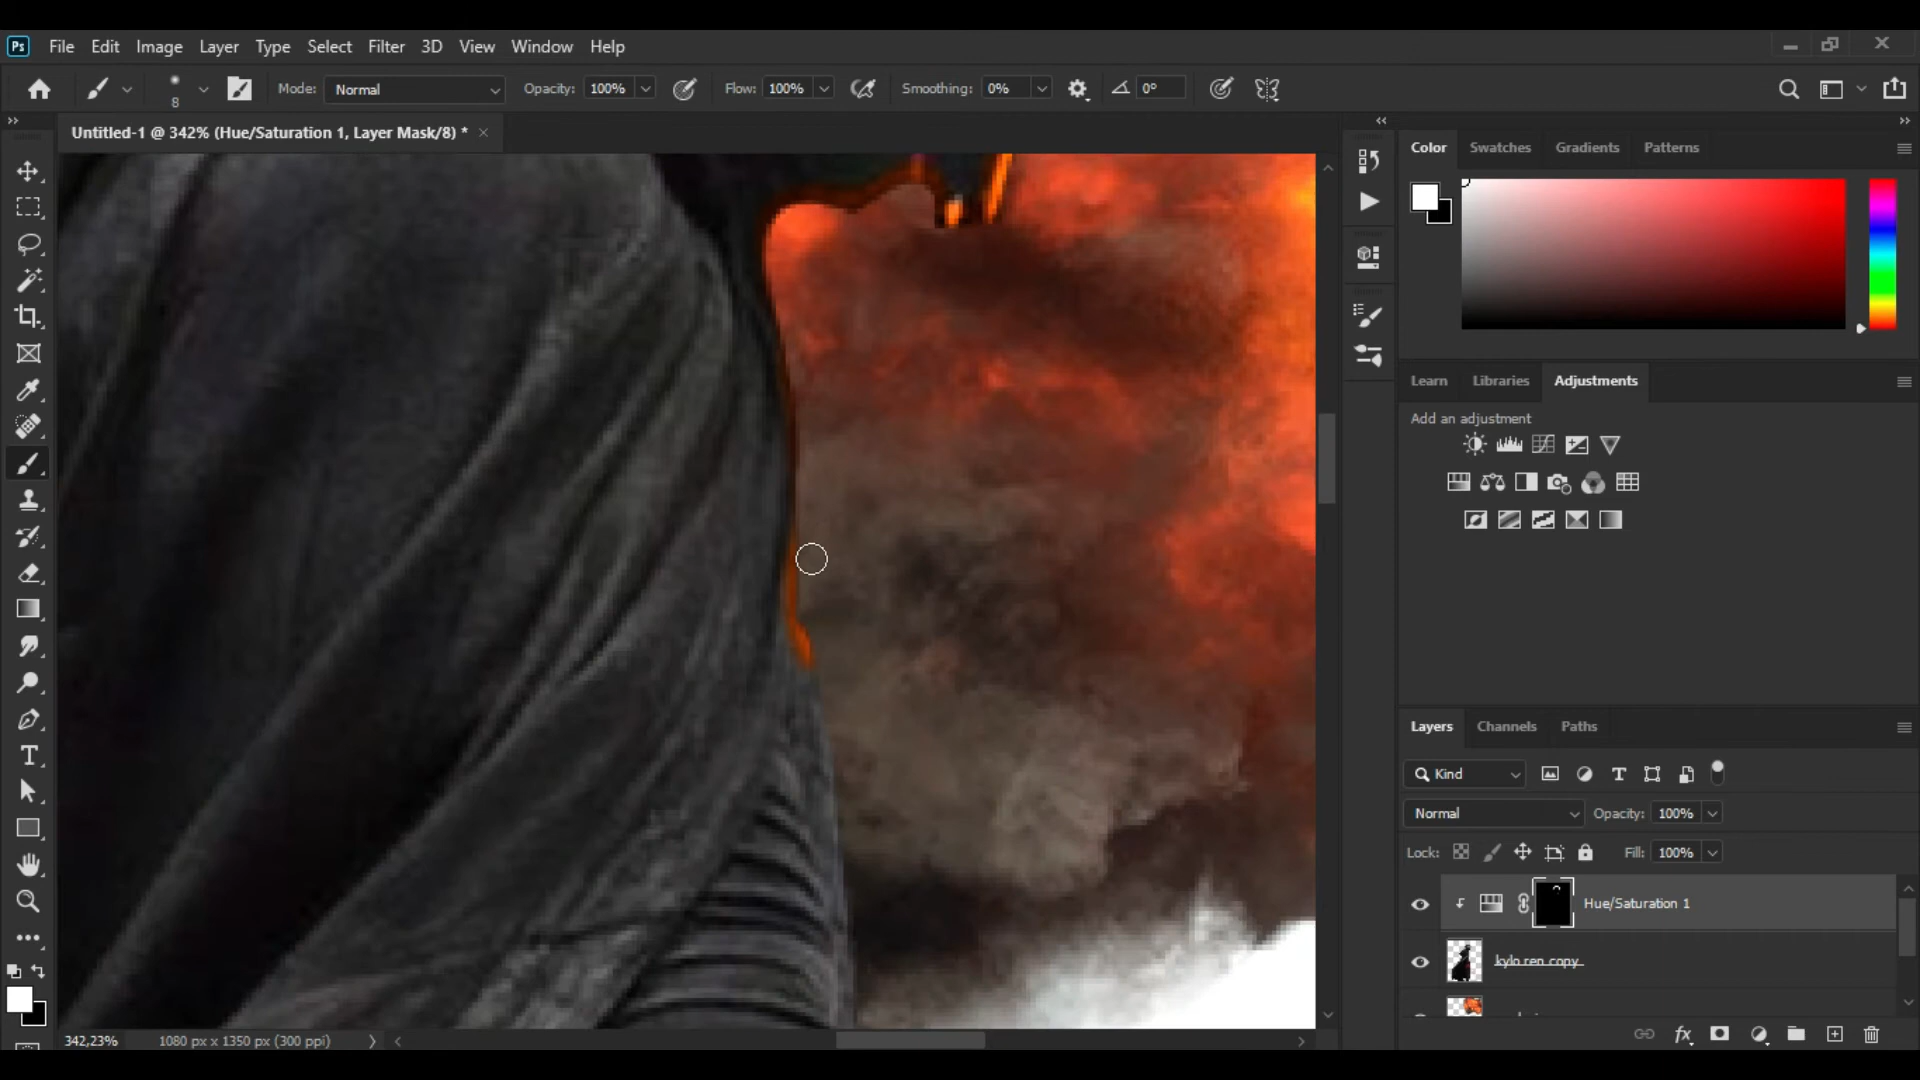 Ps File Edit Image Layer Type Select Filter 3D View Window Help
8 Mode: Normal Opacity: 100% Flow: 100% Smoothing: 0% 0°
Untitled-1 @ 342% (Hue/Saturation 1, Layer Mask/8) * ×
Color Swatches Gradients Patterns
Learn Libraries Adjustments
Add an adjustment
Layers Channels Paths
Kind
Normal Opacity: 100%
Lock: Fill: 100%
Hue/Saturation 1
kylo ren copy
342,23% 1080 px x 1350 px (300 ppi)